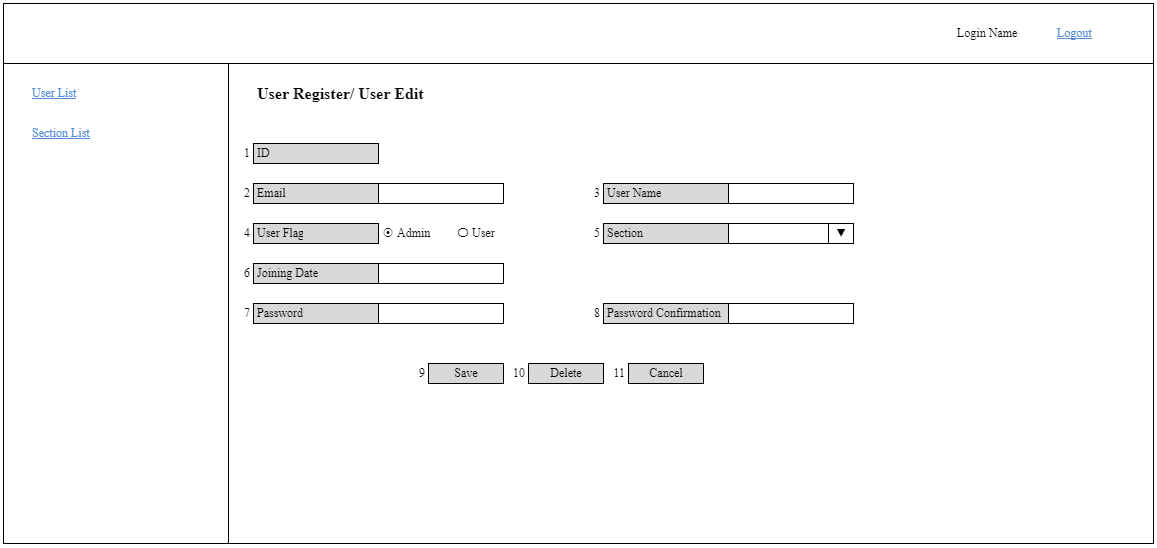 Login Name Logout
User List
Section List
User Register/ User Edit
1 ID
2 Email 3 User Name
4 User Flag Admin User 5 Section ▼
6 Joining Date
7 Password 8 Password Confirmation
9 Save 10 Delete 11 Cancel